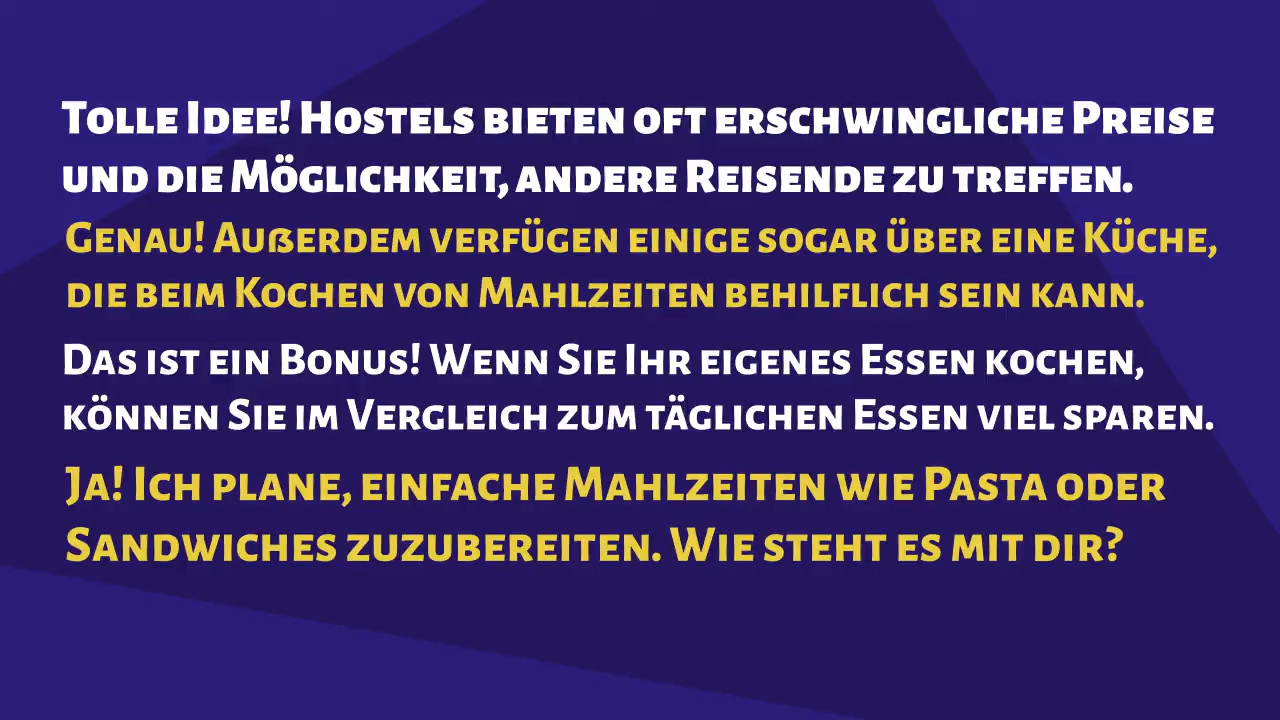 Tolle Idee! Hostels bieten oft erschwingliche Preise
und die Möglichkeit, andere Reisende zu treffen.
Genau! Außerdem verfügen einige sogar über eine Küche,
die beim Kochen von Mahlzeiten behilflich sein kann.
Das ist ein Bonus! Wenn Sie Ihr eigenes Essen kochen,
können Sie im Vergleich zum täglichen Essen viel sparen.
Ja! Ich plane, einfache Mahlzeiten wie Pasta oder
Sandwiches zuzubereiten. Wie steht es mit dir?